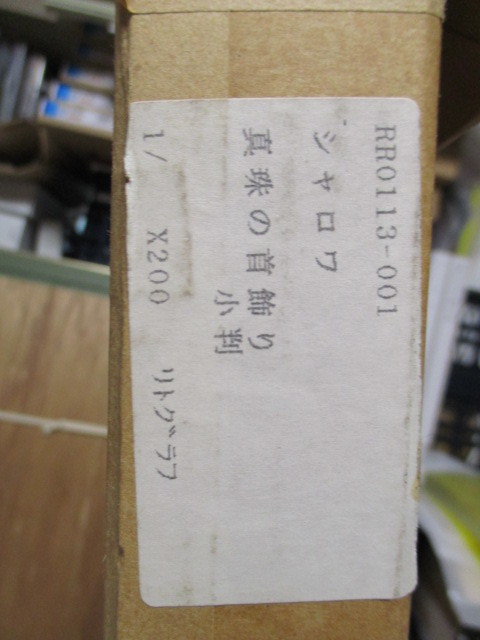 RR0113-001
シャロワ
真珠の首飾り
小判
1/ X200 リトグラフ